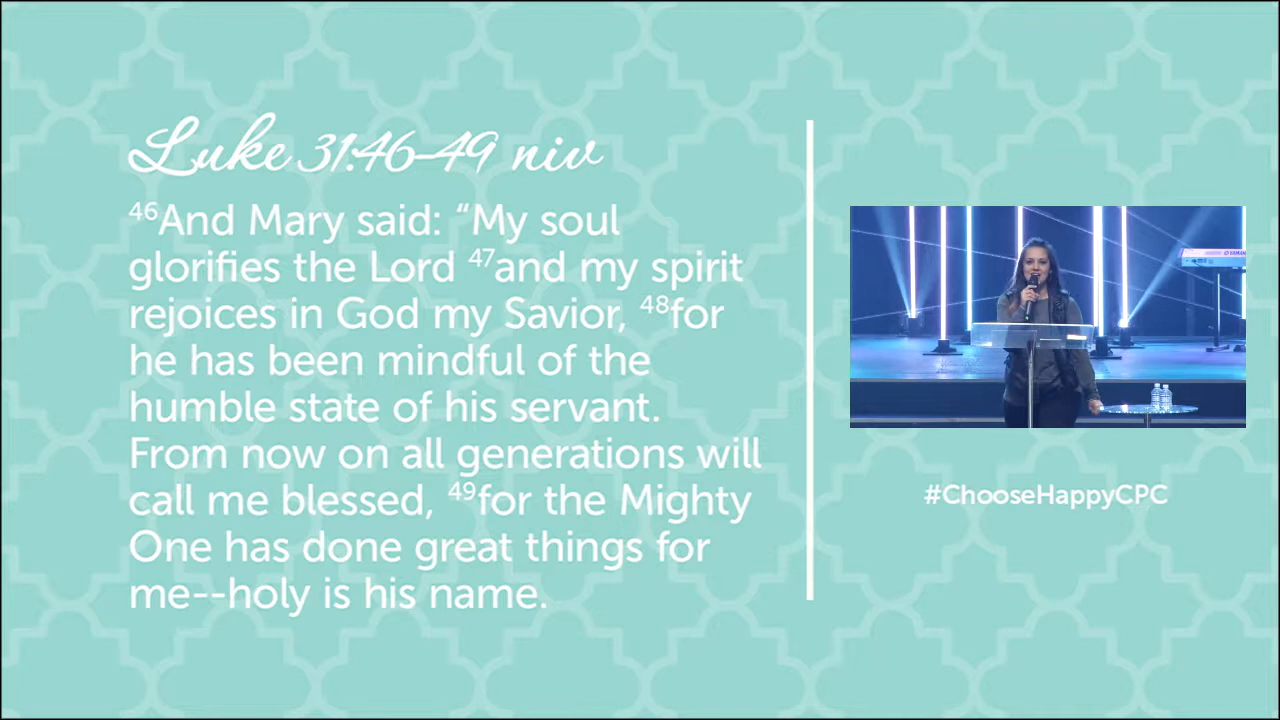 Luke 31:46-49 niv
46And Mary said: “My soul
glorifies the Lord 47and my spirit
rejoices in God my Savior, 48for
he has been mindful of the
humble state of his servant.
From now on all generations will
call me blessed, 49for the Mighty
One has done great things for
me--holy is his name.
YAMAHA
#ChooseHappyCPC